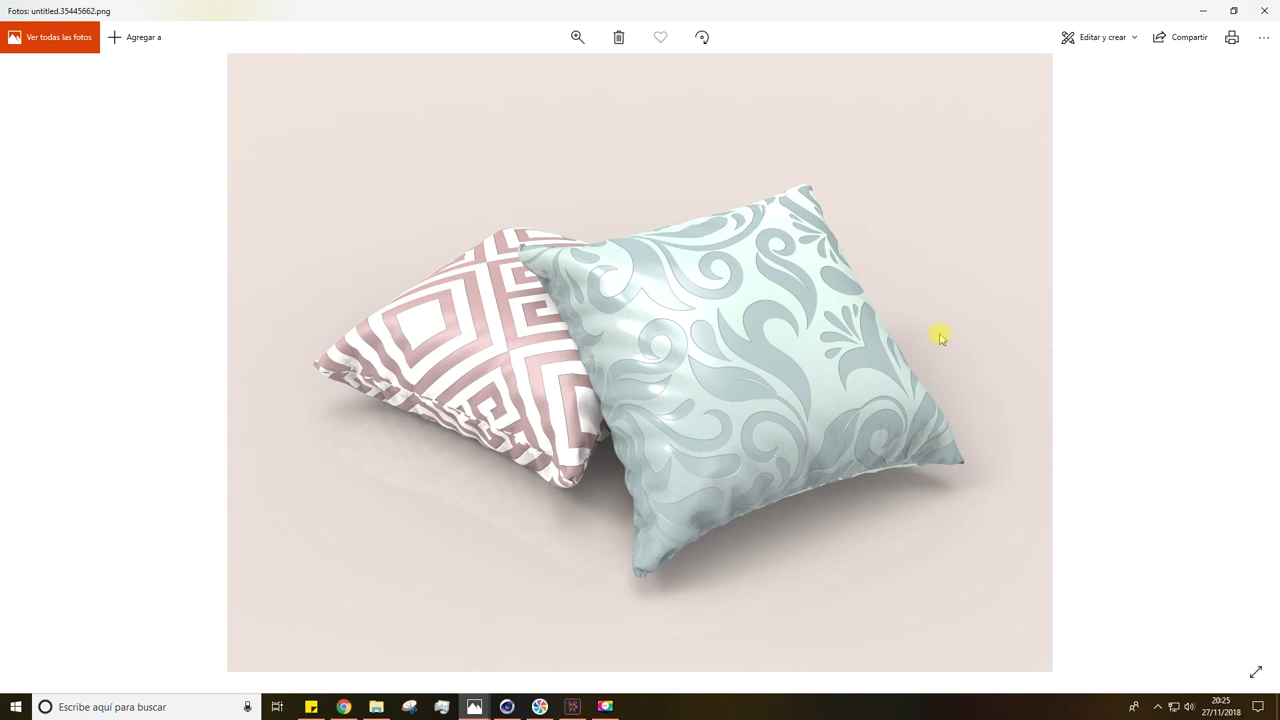 Fotos: untitled.35445662.png
Ver todas las fotos
Agregar a
Editar y crear
Compartir
Escribe aquí para buscar
20:25
27/11/2018